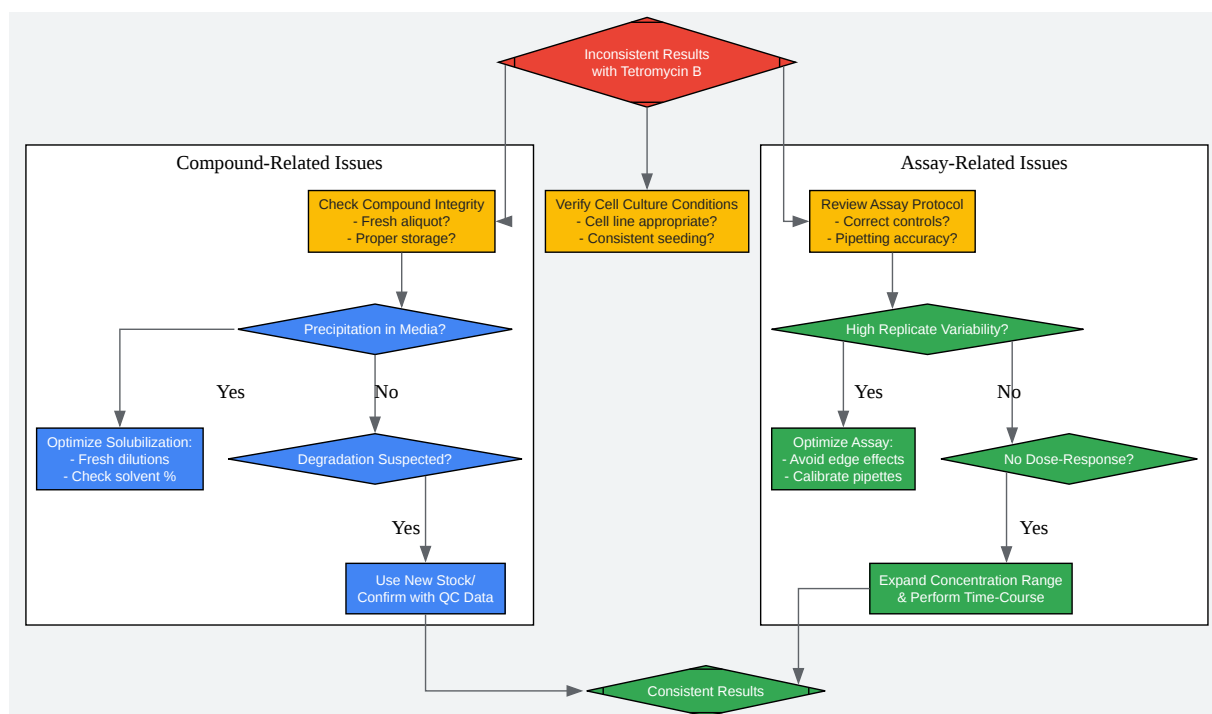 Inconsistent Results
with Tetromycin B
Compound-Related Issues
Assay-Related Issues
Check Compound Integrity
- Fresh aliquot?
- Proper storage?
Verify Cell Culture Conditions
- Cell line appropriate?
- Consistent seeding?
Review Assay Protocol
- Correct controls?
- Pipetting accuracy?
Precipitation in Media?
High Replicate Variability?
Yes
No
Yes
No
Optimize Solubilization:
- Fresh dilutions
- Check solvent %
Degradation Suspected?
Optimize Assay:
- Avoid edge effects
- Calibrate pipettes
No Dose-Response?
Yes
Yes
Use New Stock/
Confirm with QC Data
Expand Concentration Range
& Perform Time-Course
Consistent Results